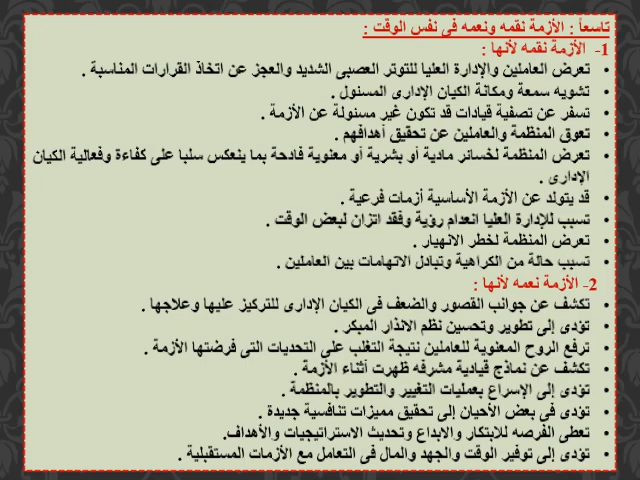 تاسعاً : الأزمة نقمه ونعمه فى نفس الوقت :
1- الأزمة نقمه لأنها :
• تعرض العاملين والإدارة العليا للتوتر العصبى الشديد والعجز عن اتخاذ القرارات المناسبة .
• تشويه سمعة ومكانة الكيان الإدارى المسئول .
• تسفر عن تصفية قيادات قد تكون غير مسئولة عن الأزمة .
• تعوق المنظمة والعاملين عن تحقيق أهدافهم .
• تعرض المنظمة لخسائر مادية أو بشرية أو معنوية فادحة بما ينعكس سلبا على كفاءة وفعالية الكيان
الإدارى .
• قد يتولد عن الأزمة الأساسية أزمات فرعية .
• تسبب للإدارة العليا انعدام رؤية وفقد اتزان لبعض الوقت .
• تعرض المنظمة لخطر الانهيار .
• تسبب حالة من الكراهية وتبادل الاتهامات بين العاملين .
2- الأزمة نعمه لأنها :
• تكشف عن جوانب القصور والضعف فى الكيان الإدارى للتركيز عليها وعلاجها .
• تؤدى إلى تطوير وتحسين نظم الانذار المبكر .
• ترفع الروح المعنوية للعاملين نتيجة التغلب على التحديات التى فرضتها الأزمة .
• تكشف عن نماذج قيادية مشرفه ظهرت أثناء الأزمة .
• تؤدى إلى الإسراع بعمليات التغيير والتطوير بالمنظمة .
• تؤدى فى بعض الأحيان إلى تحقيق مميزات تنافسية جديدة .
• تعطى الفرصه للابتكار والابداع وتحديث الاستراتيجيات والأهداف.
• تؤدى إلى توفير الوقت والجهد والمال فى التعامل مع الأزمات المستقبلية .